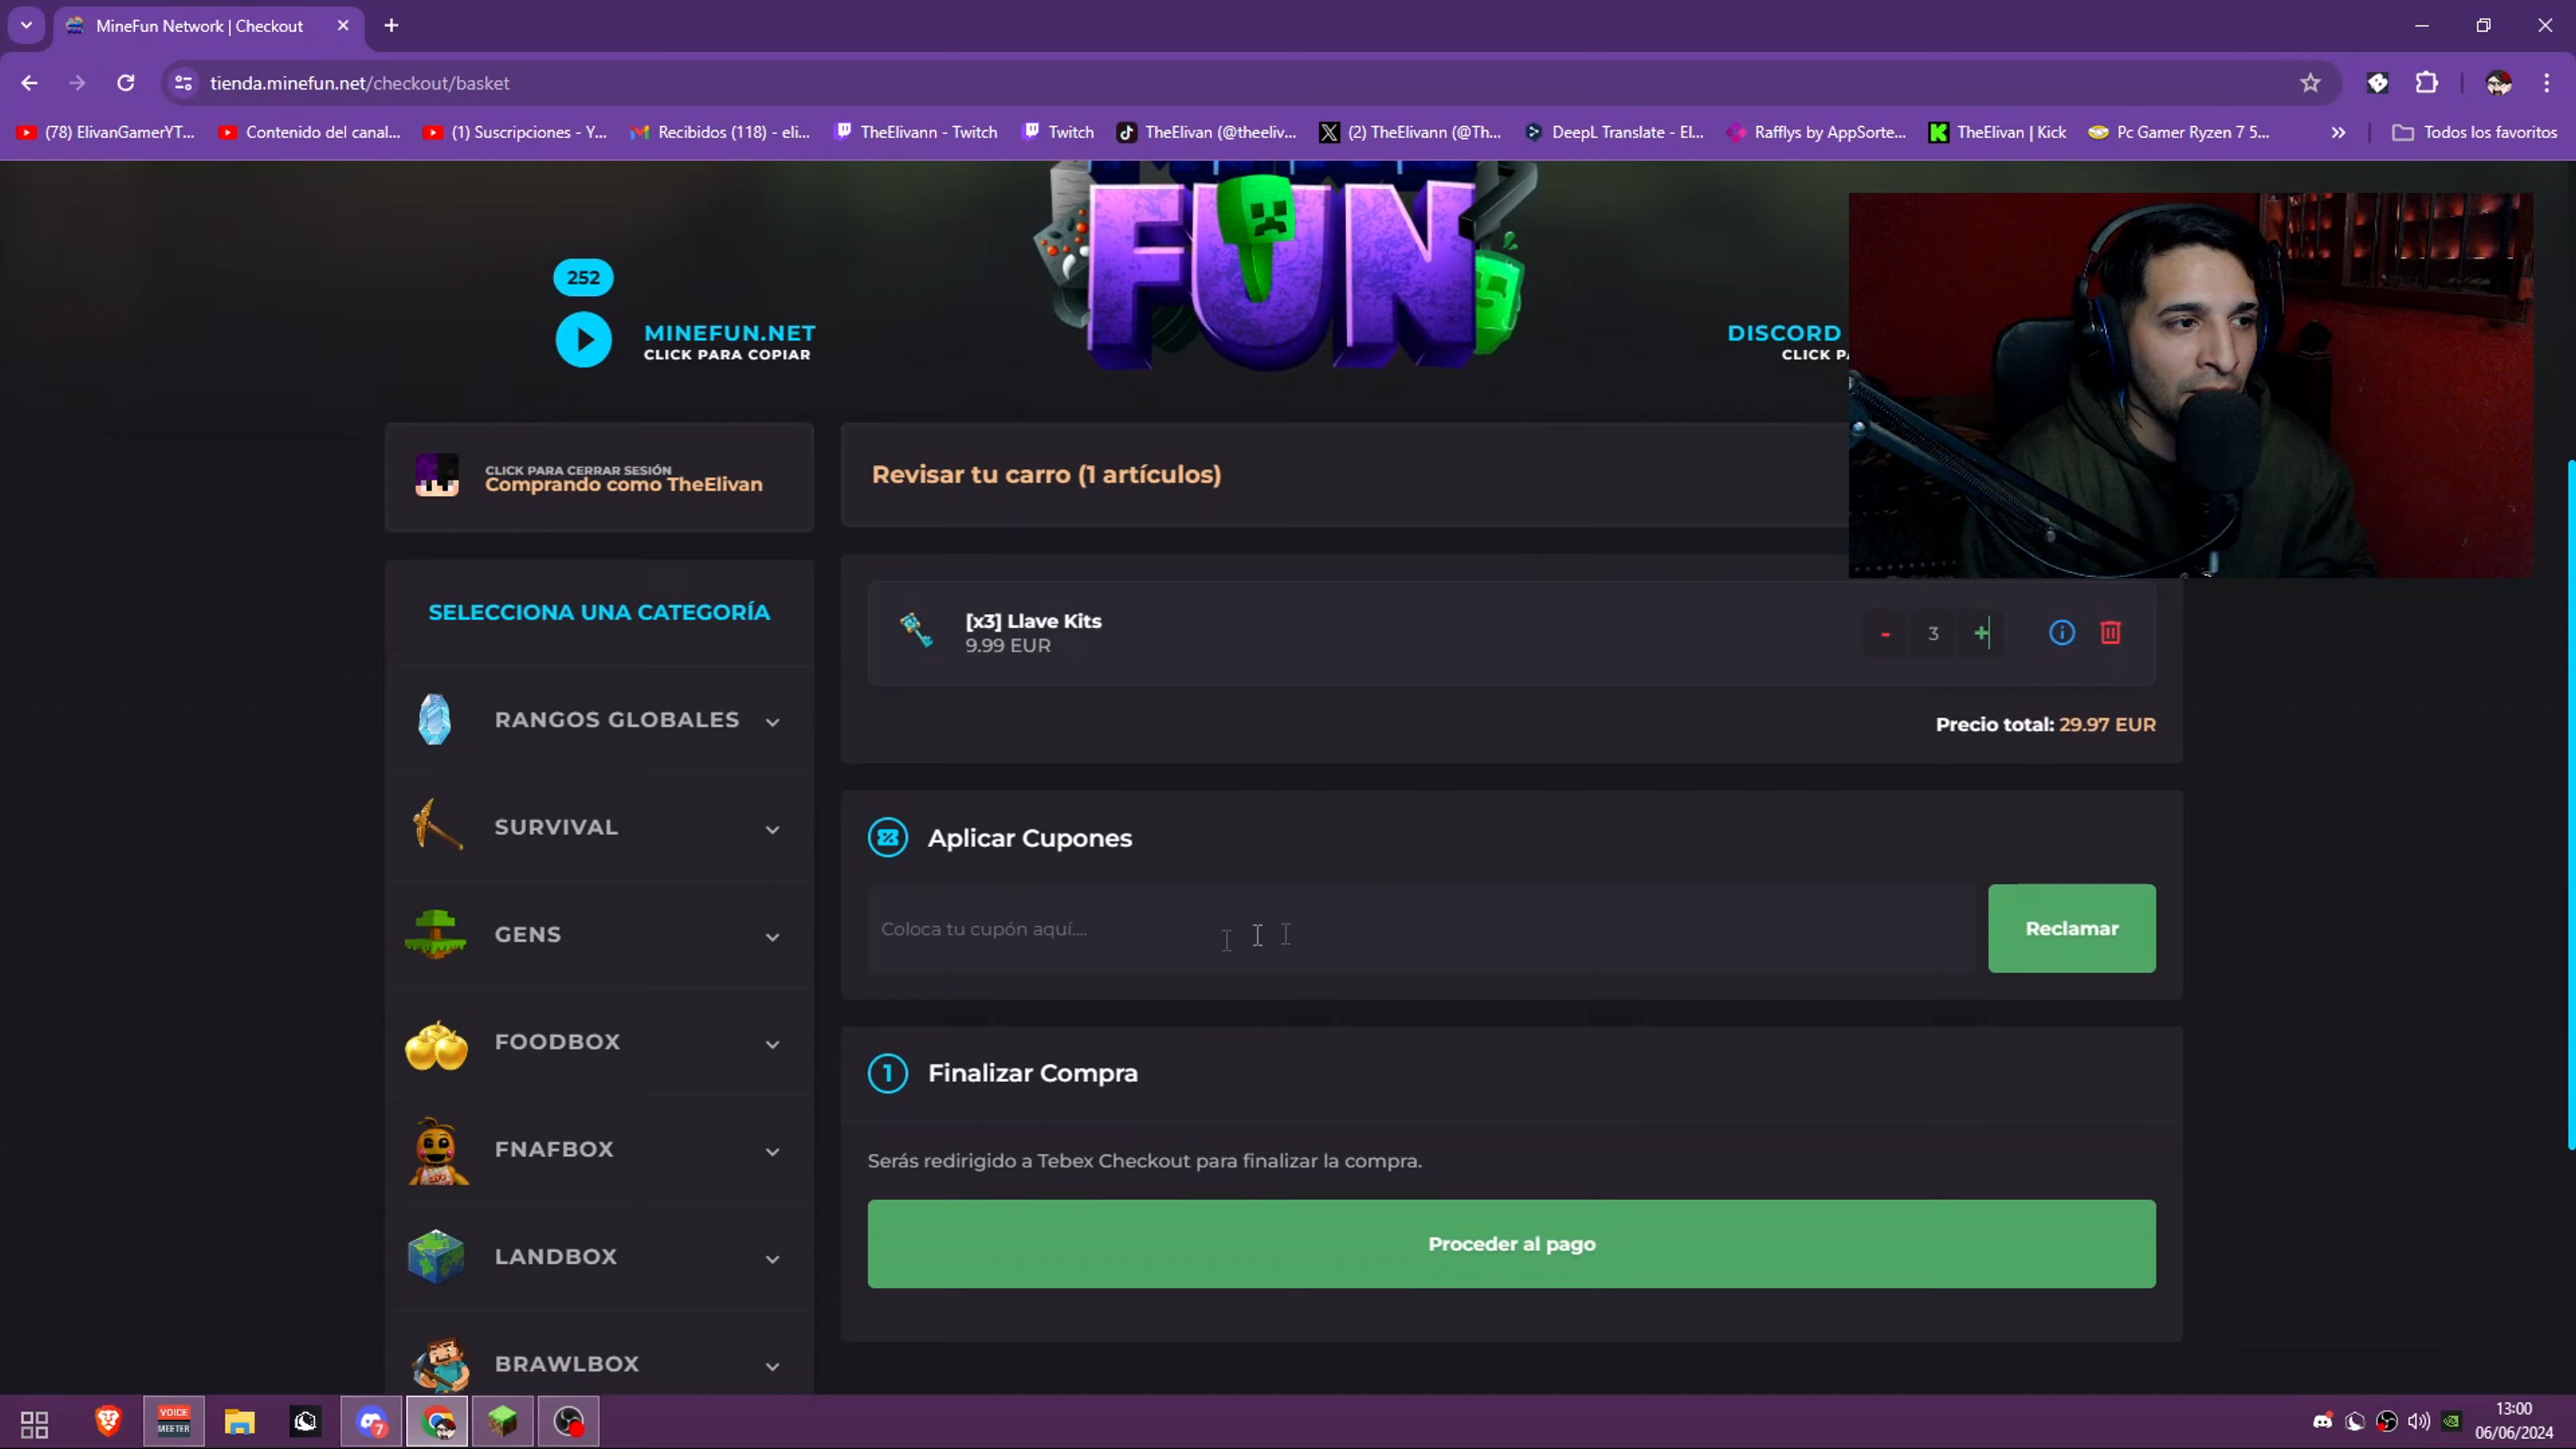 MineFun Network | Checkout
tienda.minefun.net/checkout/basket
(78) ElivanGamerYT...
Contenido del canal...
(1) Suscripciones - Y...
Recibidos (118) - eli...
TheElivann - Twitch
Twitch
TheElivan (@theeliv...
(2) TheElivann (@Th...
DeepL Translate - El...
Rafflys by AppSorte...
TheElivan | Kick
Pc Gamer Ryzen 7 5...
Todos los favoritos
FUN
252
MINEFUN.NET
CLICK PARA COPIAR
DISCORD
CLICK P
CLICK PARA CERRAR SESIÓN
Comprando como TheElivan
Revisar tu carro (1 artículos)
SELECCIONA UNA CATEGORÍA
RANGOS GLOBALES
SURVIVAL
GENS
FOODBOX
FNAFBOX
LANDBOX
BRAWLBOX
[x3] Llave Kits
9.99 EUR
- 3 +
Precio total: 29.97 EUR
Aplicar Cupones
Coloca tu cupón aquí....
Reclamar
1 Finalizar Compra
Serás redirigido a Tebex Checkout para finalizar la compra.
Proceder al pago
VOICE
MEETER
7
13:00
06/06/2024